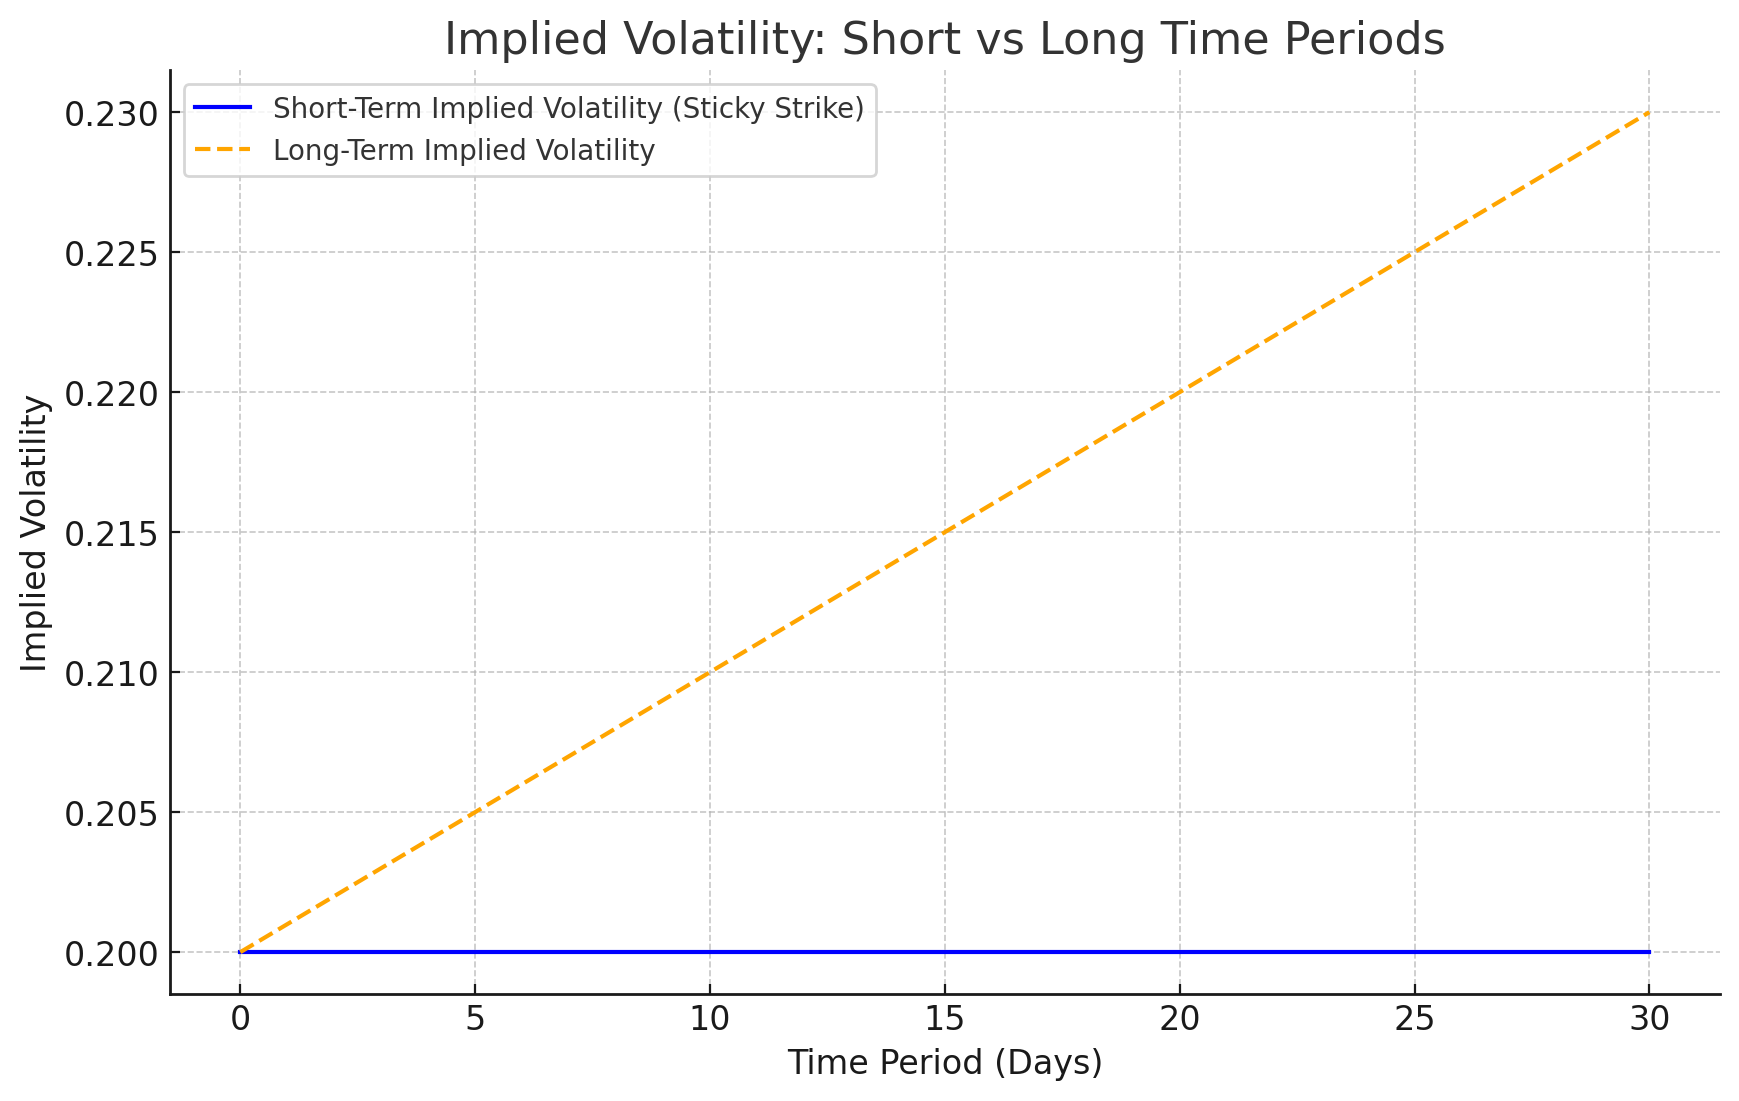 Implied Volatility: Short vs Long Time Periods
Short-Term Implied Volatility (Sticky Strike)
Long-Term Implied Volatility
Implied Volatility
0.230
0.225
0.220
0.215
0.210
0.205
0.200
0 5 10 15 20 25 30
Time Period (Days)